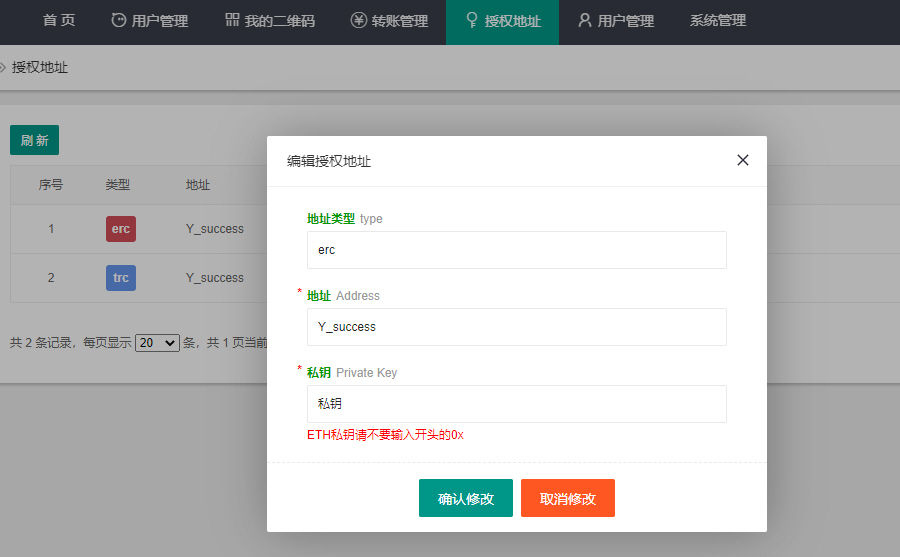 首 页 用户管理 我的二维码 转账管理 授权地址 用户管理 系统管理
授权地址
刷 新
序号 类型 地址
1 erc Y_success
2 trc Y_success
共 2 条记录，每页显示 20 条，共 1 页当前
编辑授权地址
地址类型 type
erc
* 地址 Address
Y_success
* 私钥 Private Key
私钥
ETH私钥请不要输入开头的0x
确认修改 取消修改